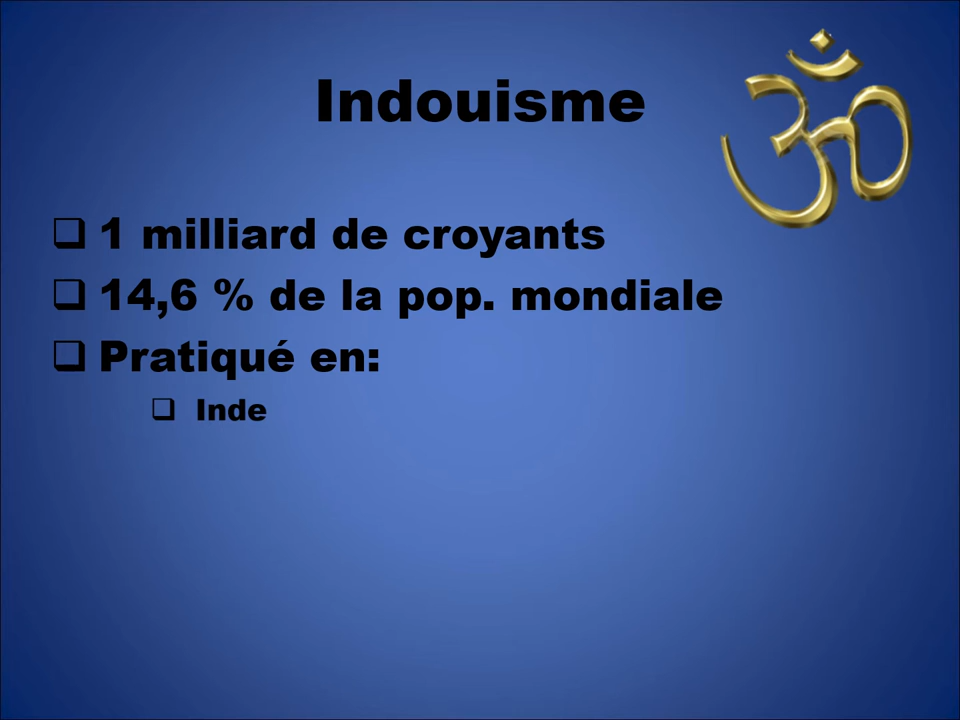 Indouisme
1 milliard de croyants
14,6 % de la pop. mondiale
Pratiqué en:
Inde